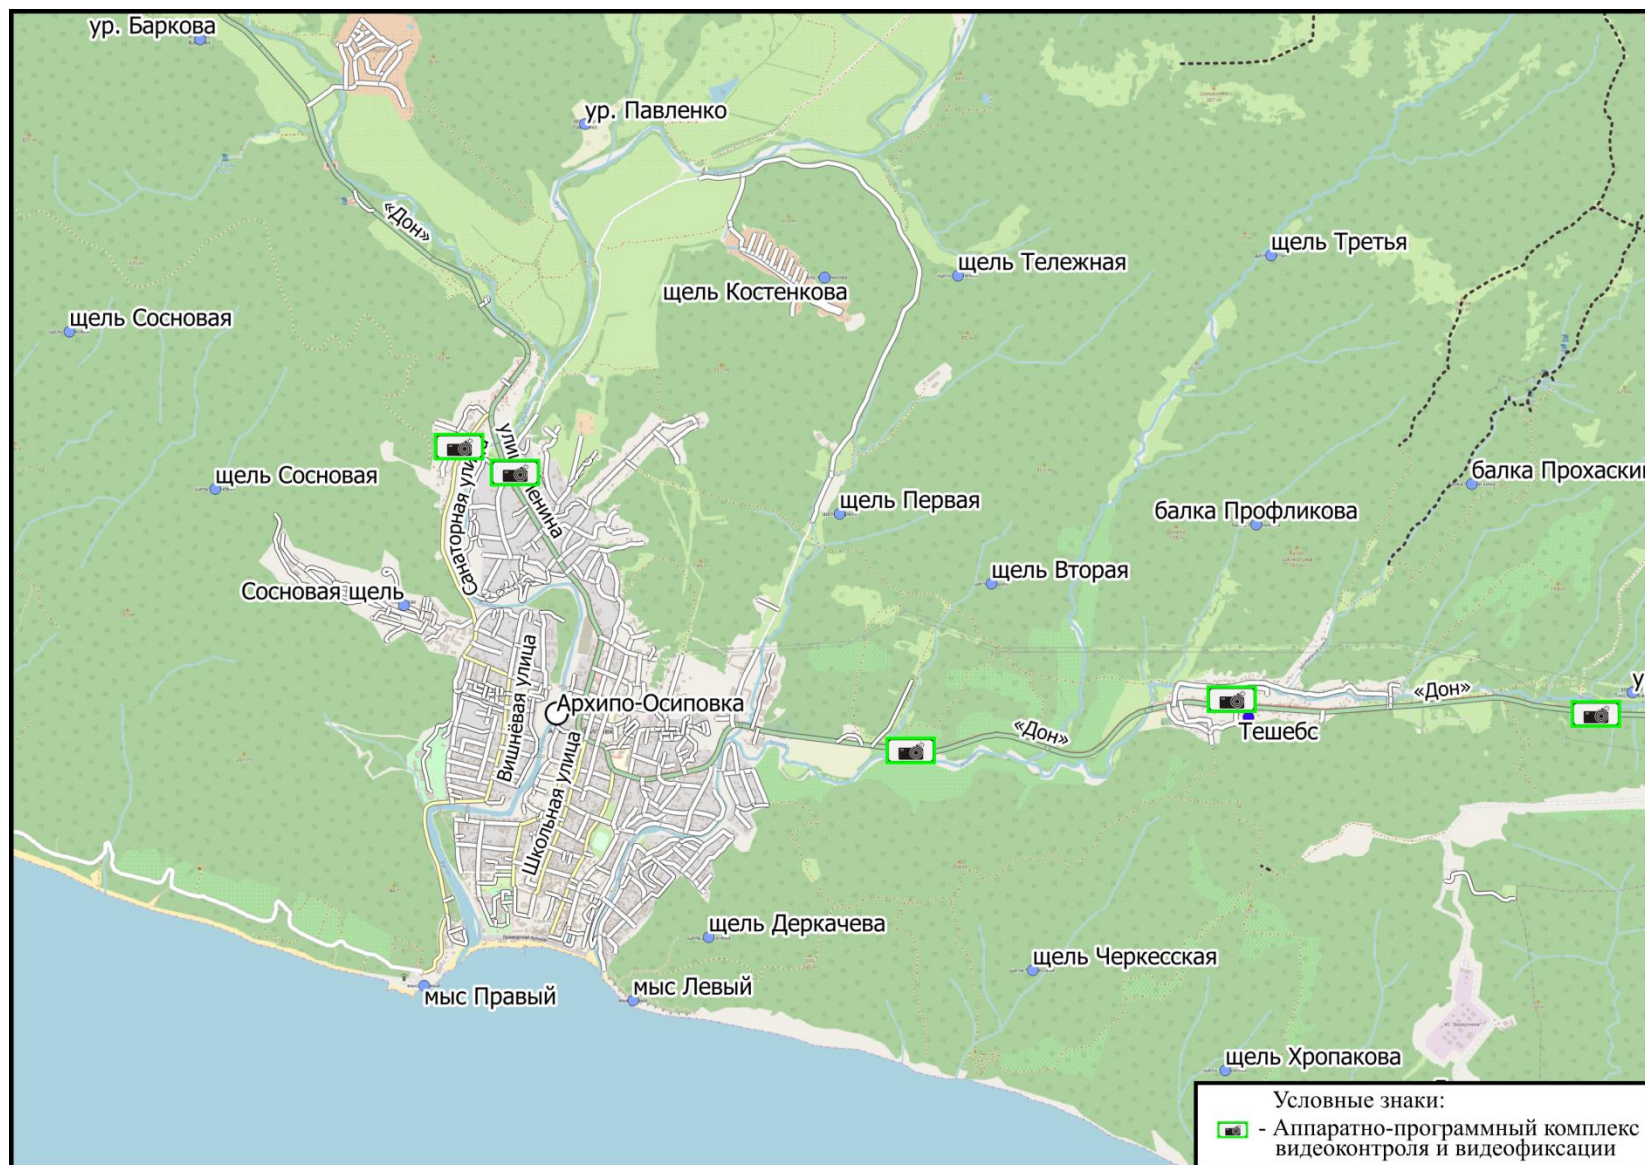 ур. Баркова
ур. Павленко
«Дон»
щель Третья
щель Тележная
щель Костенкова
щель Сосновая
улица Ленина
Санаторная улица
щель Сосновая
балка Прохаски
щель Первая
балка Профликова
щель Вторая
Сосновая щель
Вишнёвая улица
Архипо-Осиповка
«Дон»
«Дон»
Тешебс
Школьная улица
щель Деркачева
щель Черкесская
мыс Правый
мыс Левый
щель Хропакова
Условные знаки:
- Аппаратно-программный комплекс
видеоконтроля и видеофиксации